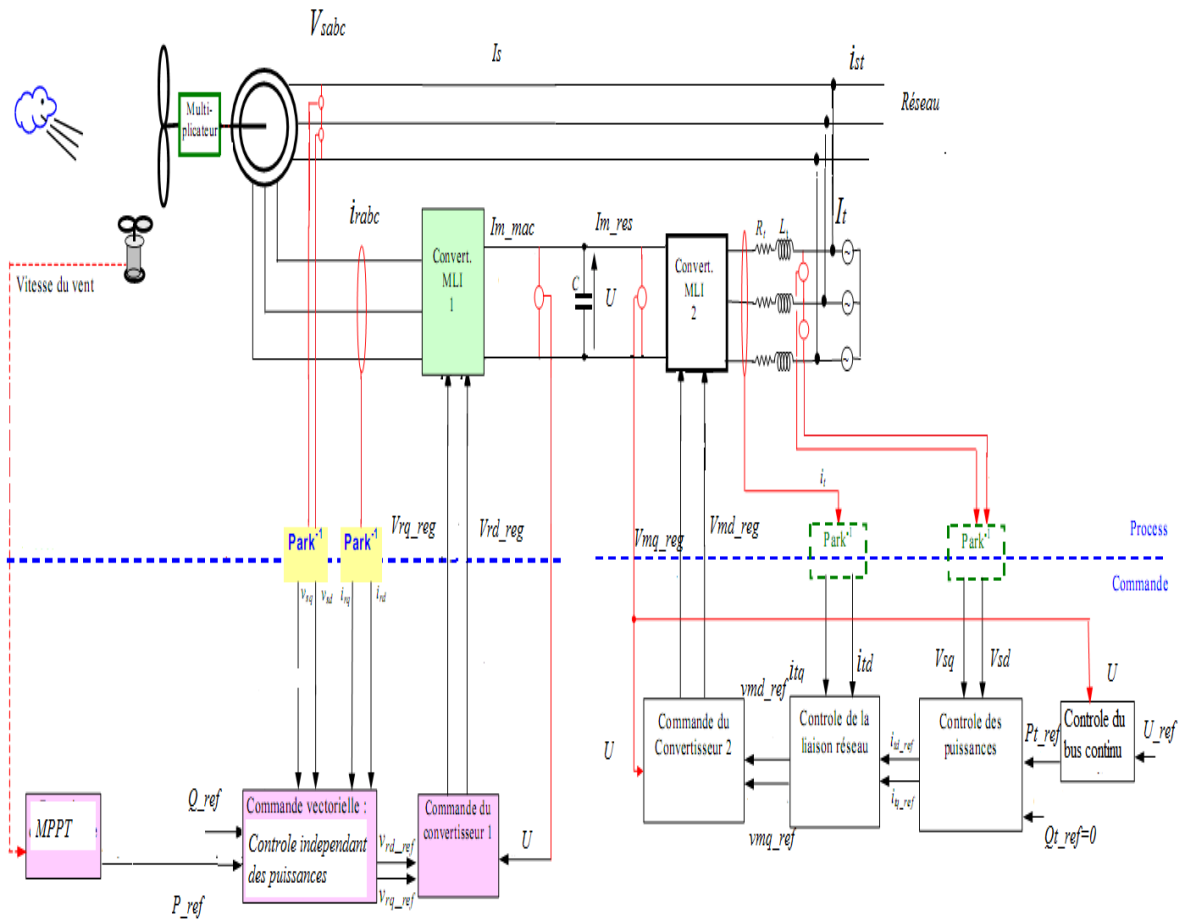 Vsabc
Is
ist
Réseau
Multi-
plicateur
irabc
Im_mac
Im_res
It
Rt
Lt
Convert.
MLI
1
C
U
Convert.
MLI
2
Vitesse du vent
it
Vrq_reg
Vrd_reg
Vmq_reg
Vmd_reg
Park-1
Park-1
Park-1
Park-1
Process
Commande
vsq
vsd
irq
ird
itq
itd
Vsq
Vsd
U
vmd_ref
Commande du
Convertisseur 2
Controle de la
liaison réseau
Controle des
puissances
Controle du
bus continu
itd_ref
itq_ref
Pt_ref
U_ref
U
vmq_ref
Qt_ref=0
MPPT
Q_ref
P_ref
Commande vectorielle :
Controle independant
des puissances
vrd_ref
vrq_ref
Commande du
convertisseur 1
U